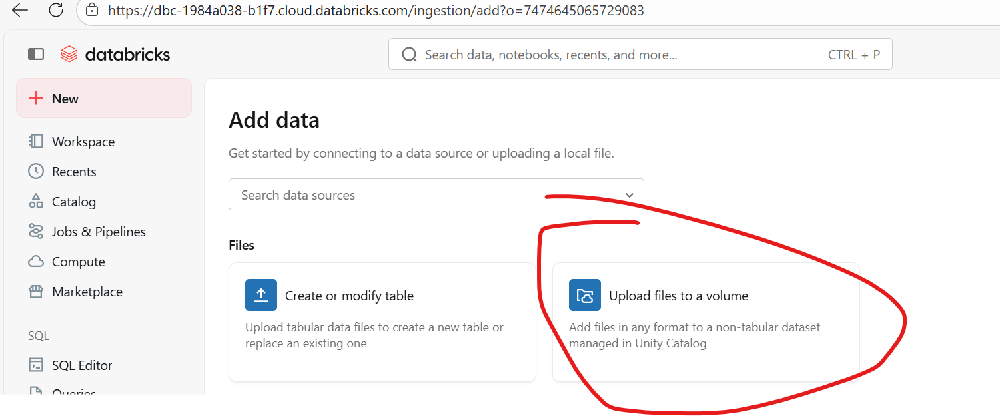 https://dbc-1984a038-b1f7.cloud.databricks.com/ingestion/add?o=7474645065729083
databricks
Search data, notebooks, recents, and more...
CTRL + P
New
Workspace
Recents
Catalog
Jobs & Pipelines
Compute
Marketplace
SQL
SQL Editor
Queries
Add data
Get started by connecting to a data source or uploading a local file.
Search data sources
Files
Create or modify table
Upload tabular data files to create a new table or
replace an existing one
Upload files to a volume
Add files in any format to a non-tabular dataset
managed in Unity Catalog